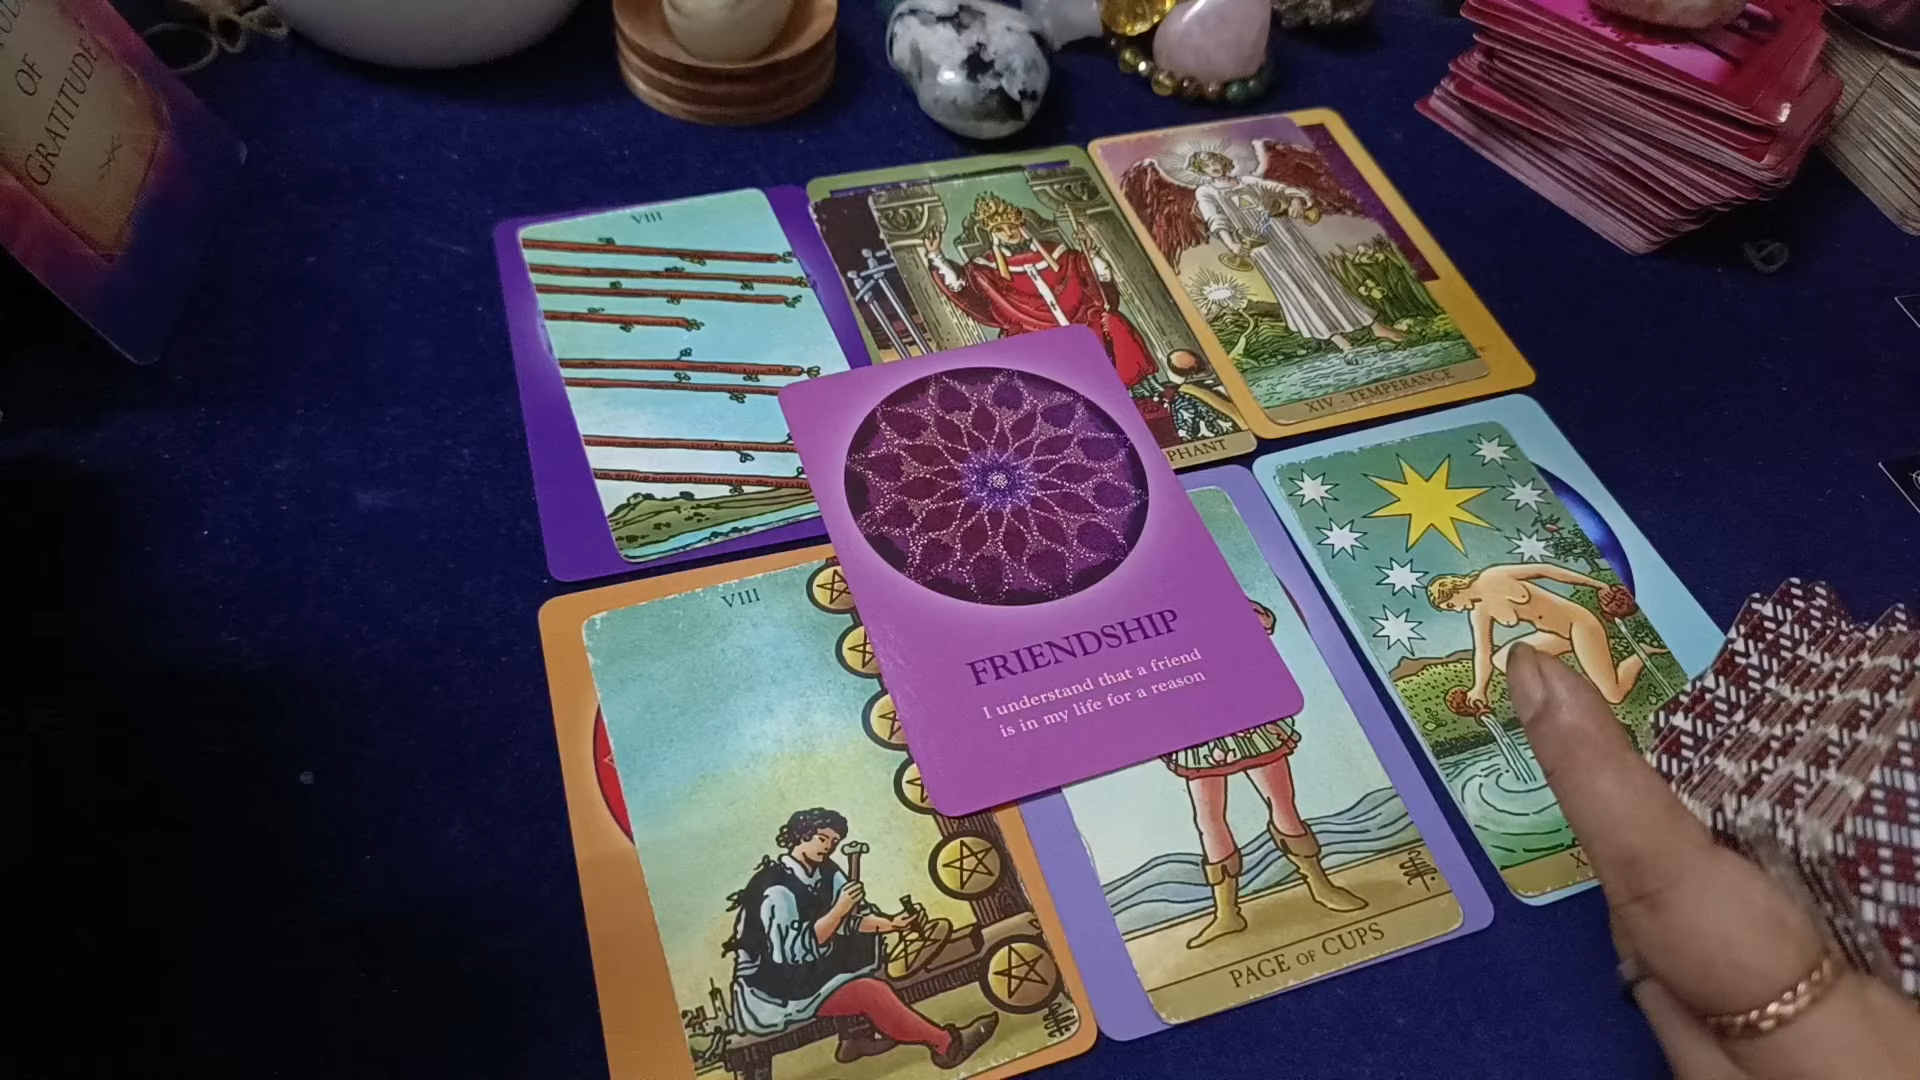 OF
GRATITUDE
VIII
PHANT
XIV - TEMPERANCE
VIII
FRIENDSHIP
I understand that a friend
is in my life for a reason
PAGE OF CUPS